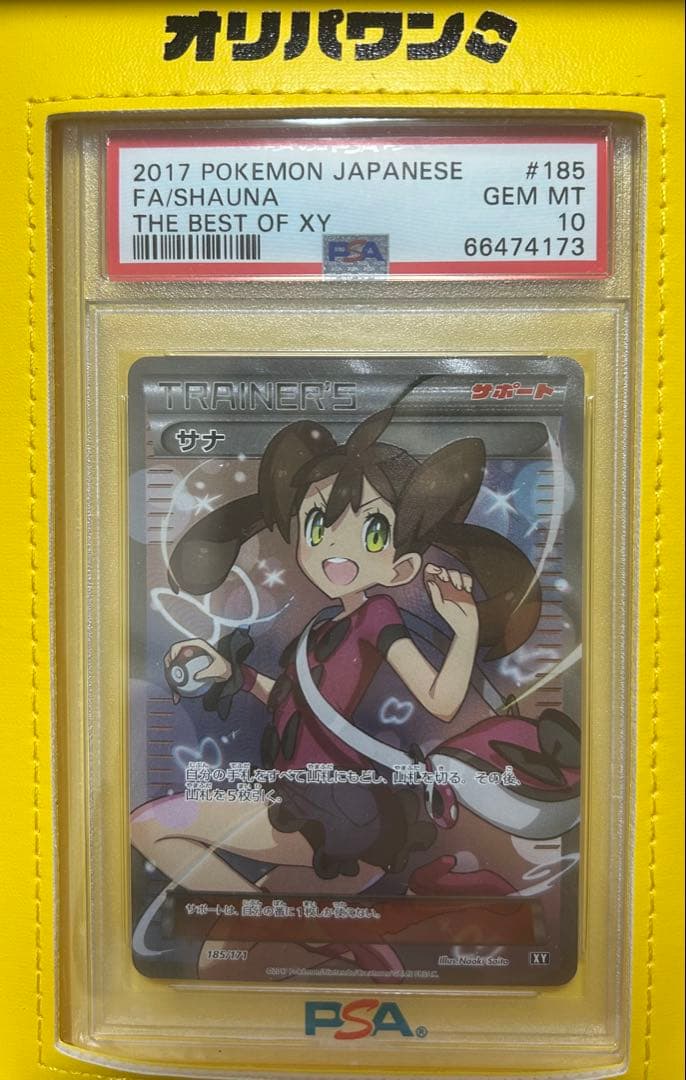 オリパワン
2017 POKEMON JAPANESE #185
FA/SHAUNA GEM MT
THE BEST OF XY 10
PSA 66474173
TRAINER'S サポート
サナ
自分の手札をすべて山札にもどし、山札を切る。その後、
山札を5枚引く。
サポートは、自分の番に1枚しか使えない。
185/171 Illus.Naoki Saito XY
PSA®